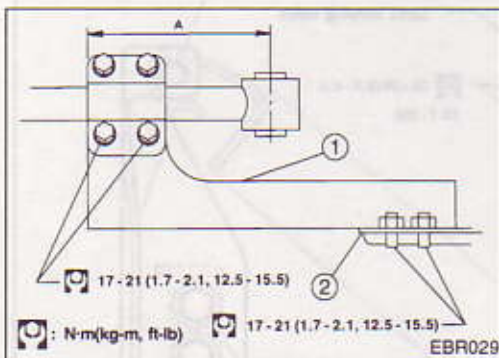 A
1
2
17 - 21 (1.7 - 2.1, 12.5 - 15.5)
: N·m(kg-m, ft-lb)
17 - 21 (1.7 - 2.1, 12.5 - 15.5)
EBR029